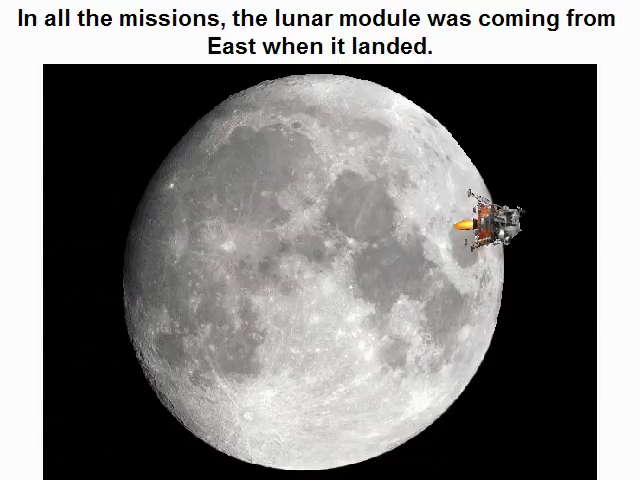 In all the missions, the lunar module was coming from
East when it landed.